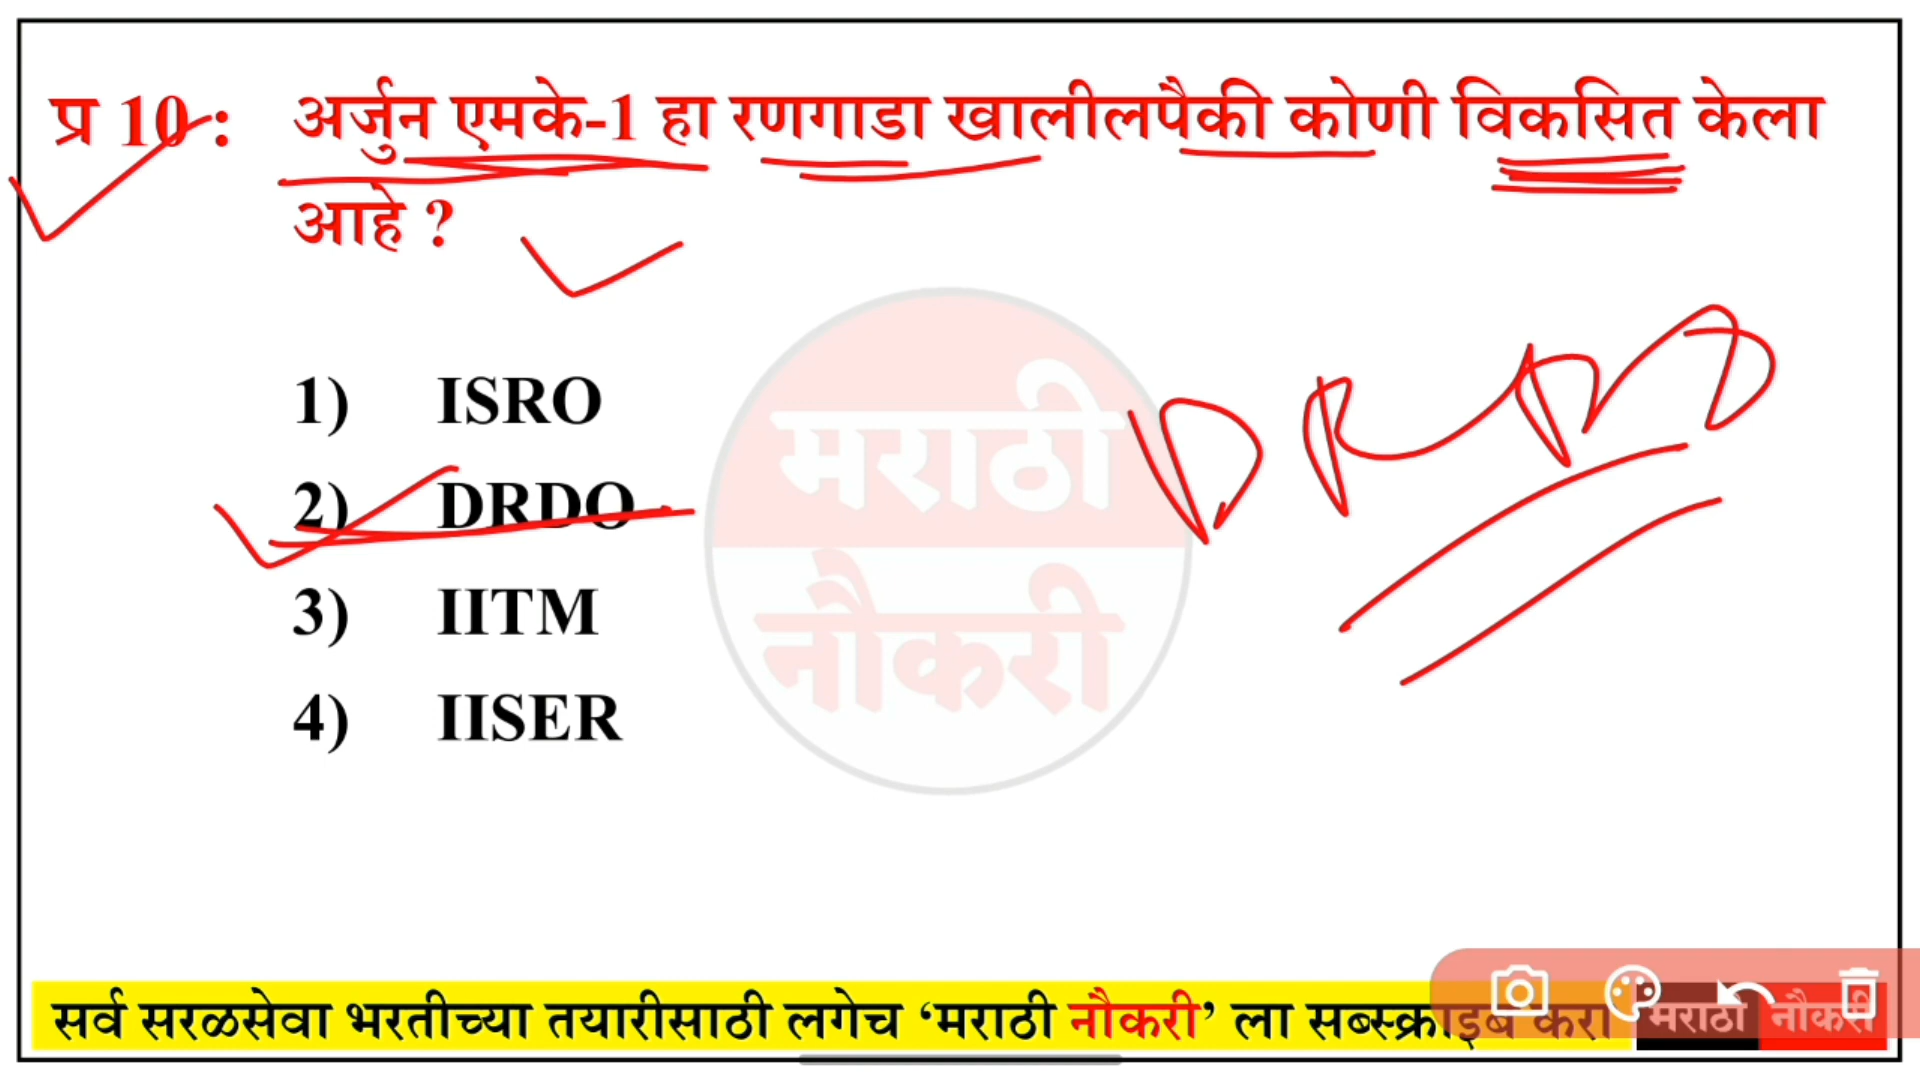 प्र 10 : अर्जुन एमके-1 हा रणगाडा खालीलपैकी कोणी विकसित केला
आहे ?
1) ISRO
2) DRDO
3) IITM
4) IISER
मराठी
नौकरी
DRDO
सर्व सरळसेवा भरतीच्या तयारीसाठी लगेच ‘मराठी नौकरी’ ला सब्स्क्राइब करा मराठी नौकरी